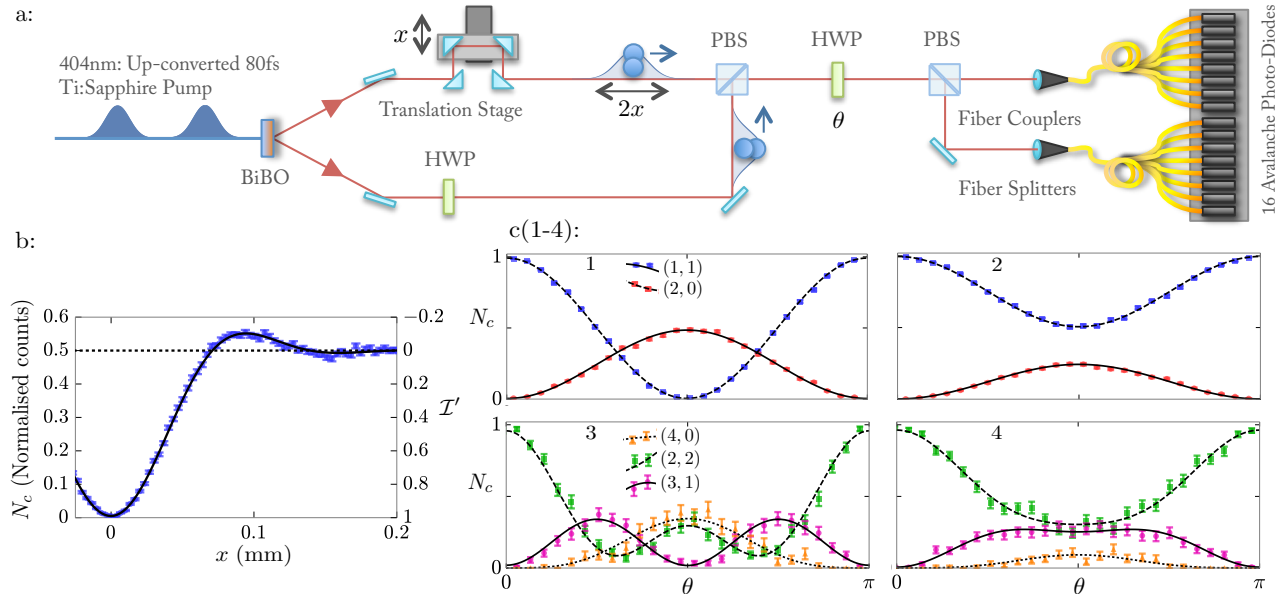 a:
404nm: Up-converted 80fs
Ti:Sapphire Pump
BiBO
x
Translation Stage
HWP
2x
PBS
HWP
θ
PBS
Fiber Couplers
Fiber Splitters
16 Avalanche Photo-Diodes
b:
N_c (Normalised counts)
0.6
0.5
0.4
0.3
0.2
0.1
0
−0.2
0
0.2
0.4
0.6
0.8
1
I′
0
0.1
0.2
x (mm)
c(1-4):
1
(1, 1)
(2, 0)
1
N_c
0
2
3
(4, 0)
(2, 2)
(3, 1)
1
N_c
0
0
θ
π
4
0
θ
π